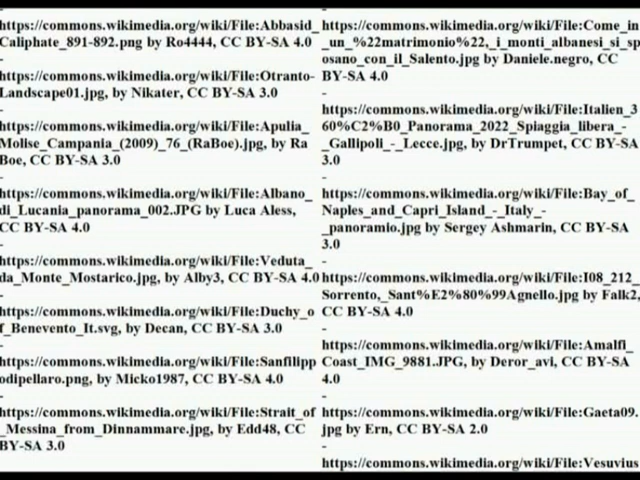 -
https://commons.wikimedia.org/wiki/File:Abbasid_
Caliphate_891-892.png by Ro4444, CC BY-SA 4.0
-
https://commons.wikimedia.org/wiki/File:Otranto-
Landscape01.jpg, by Nikater, CC BY-SA 3.0
-
https://commons.wikimedia.org/wiki/File:Apulia_
Molise_Campania_(2009)_76_(RaBoe).jpg, by Ra
Boe, CC BY-SA 3.0
-
https://commons.wikimedia.org/wiki/File:Albano_
di_Lucania_panorama_002.JPG by Luca Aless,
CC BY-SA 4.0
-
https://commons.wikimedia.org/wiki/File:Veduta_
da_Monte_Mostarico.jpg, by Alby3, CC BY-SA 4.0
-
https://commons.wikimedia.org/wiki/File:Duchy_o
f_Benevento_It.svg, by Decan, CC BY-SA 3.0
-
https://commons.wikimedia.org/wiki/File:Sanfilipp
odipellaro.png, by Micko1987, CC BY-SA 4.0
-
https://commons.wikimedia.org/wiki/File:Strait_of
_Messina_from_Dinnammare.jpg, by Edd48, CC
BY-SA 3.0
-
https://commons.wikimedia.org/wiki/File:Come_in
_un_%22matrimonio%22,_i_monti_albanesi_si_sp
osano_con_il_Salento.jpg by Daniele.negro, CC
BY-SA 4.0
-
https://commons.wikimedia.org/wiki/File:Italien_3
60%C2%B0_Panorama_2022_Spiaggia_libera_-
_Gallipoli_-_Lecce.jpg, by DrTrumpet, CC BY-SA
3.0
-
https://commons.wikimedia.org/wiki/File:Bay_of_
Naples_and_Capri_Island_-_Italy_-
_panoramio.jpg by Sergey Ashmarin, CC BY-SA
3.0
-
https://commons.wikimedia.org/wiki/File:I08_212_
Sorrento,_Sant%E2%80%99Agnello.jpg by Falk2,
CC BY-SA 4.0
-
https://commons.wikimedia.org/wiki/File:Amalfi_
Coast_IMG_9881.JPG, by Deror_avi, CC BY-SA
4.0
-
https://commons.wikimedia.org/wiki/File:Gaeta09.
jpg by Ern, CC BY-SA 2.0
-
https://commons.wikimedia.org/wiki/File:Vesuvius